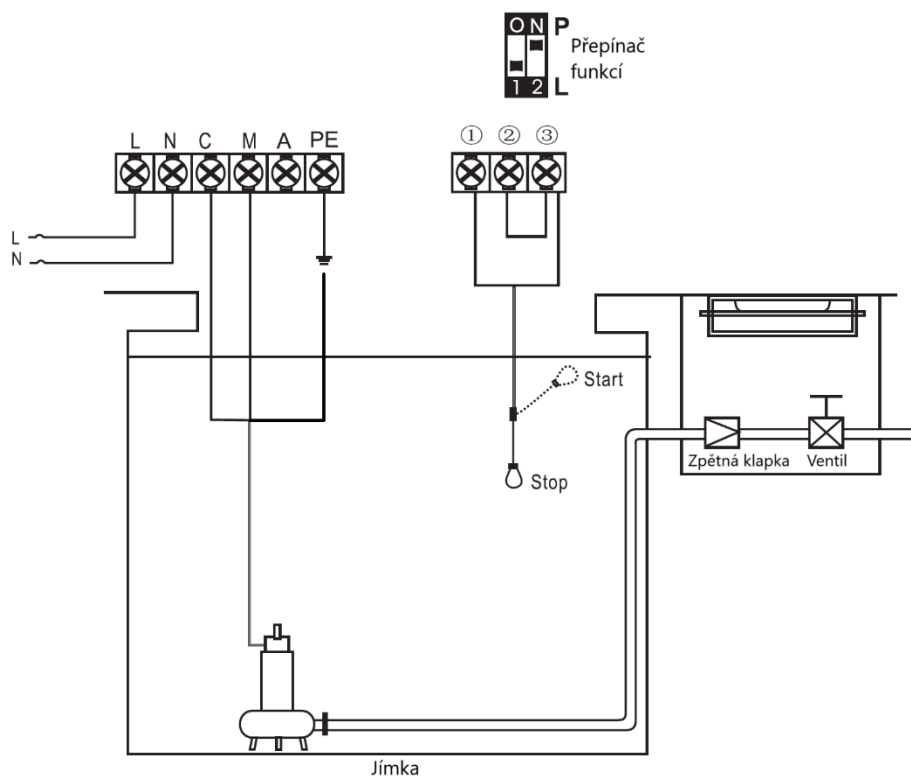 ON P
Přepínač
funkcí
1 2 L
L N C M A PE
① ② ③
L
N
Start
Stop
Zpětná klapka
Ventil
Jímka